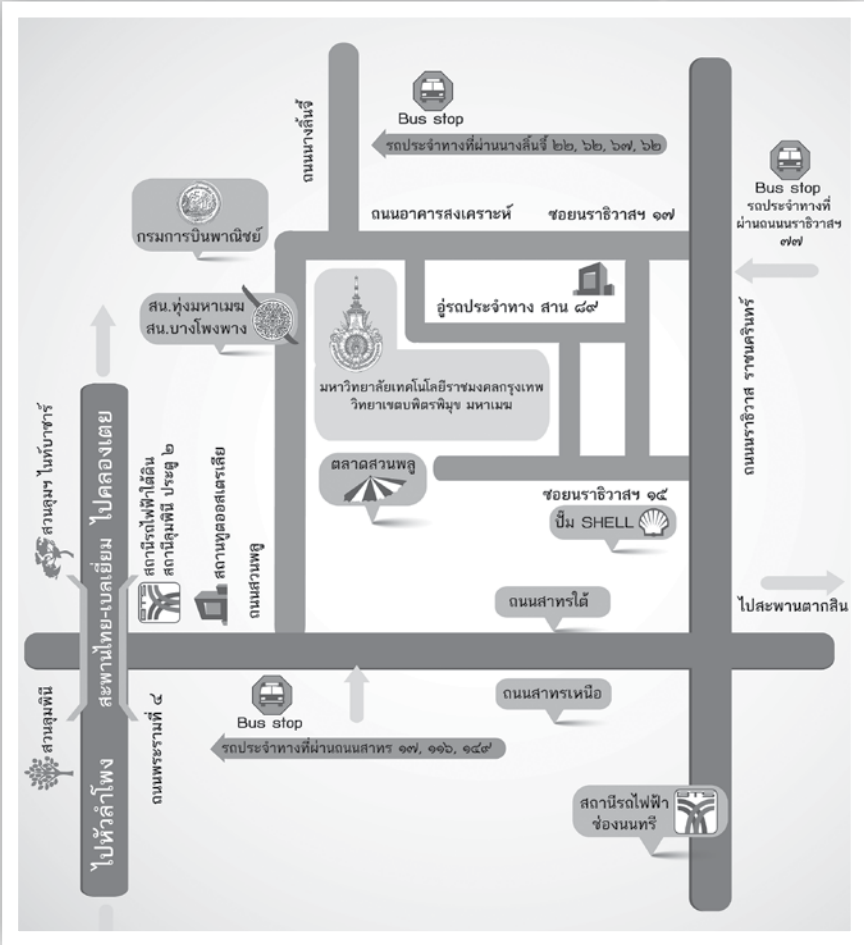 ถนนนางลิ้นจี่
Bus stop
รถประจำทางที่ผ่านนางลิ้นจี่ ๒๒, ๖๒, ๖๗, ๖๒
Bus stop
รถประจำทางที่
ผ่านถนนนราธิวาสฯ
๗๗
กรมการบินพาณิชย์
ถนนอาคารสงเคราะห์
ซอยนราธิวาสฯ ๑๗
สน.ทุ่งมหาเมฆ
สน.บางโพงพาง
อู่รถประจำทาง สาน ๘๙
ถนนนราธิวาส ราชนครินทร์
มหาวิทยาลัยเทคโนโลยีราชมงคลกรุงเทพ
วิทยาเขตบพิตรพิมุข มหาเมฆ
ตลาดสวนพลู
ซอยนราธิวาสฯ ๑๕
ปั๊ม SHELL
สวนลุมฯ ไนท์บาซาร์
ไปคลองเตย
สะพานไทย-เบลเยี่ยม
ไปหัวลำโพง
สถานีรถไฟฟ้าใต้ดิน
สถานีลุมพินี ประตู ๒
BTS
สถานทูตออสเตรเลีย
ถนนสวนพลู
ถนนสาทรใต้
ไปสะพานตากสิน
สวนลุมพินี
ถนนพระรามที่ ๔
Bus stop
รถประจำทางที่ผ่านถนนสาทร ๑๗, ๑๑๖, ๑๔๙
ถนนสาทรเหนือ
สถานีรถไฟฟ้า
ช่องนนทรี